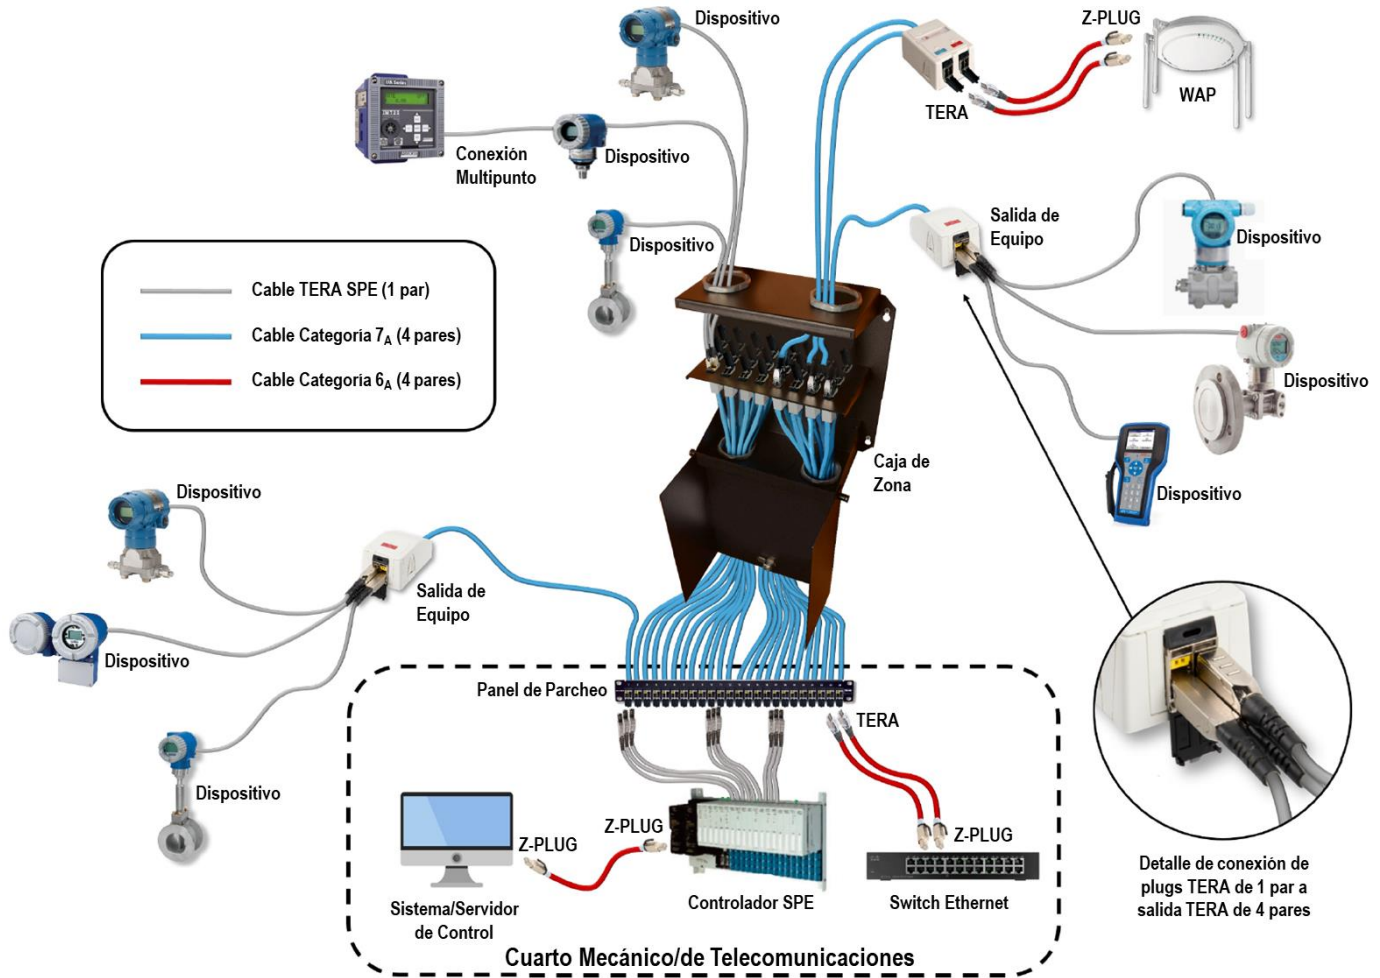 Dispositivo
Z-PLUG
WAP
TERA
Conexión
Multipunto
Dispositivo
Dispositivo
Salida de
Equipo
Dispositivo
Cable TERA SPE (1 par)
Cable Categoría 7A (4 pares)
Cable Categoría 6A (4 pares)
Dispositivo
Caja de
Zona
Dispositivo
Dispositivo
Salida de
Equipo
Dispositivo
Panel de Parcheo
TERA
Dispositivo
Z-PLUG
Z-PLUG
Z-PLUG
Sistema/Servidor
de Control
Controlador SPE
Switch Ethernet
Detalle de conexión de
plugs TERA de 1 par a
salida TERA de 4 pares
Cuarto Mecánico/de Telecomunicaciones